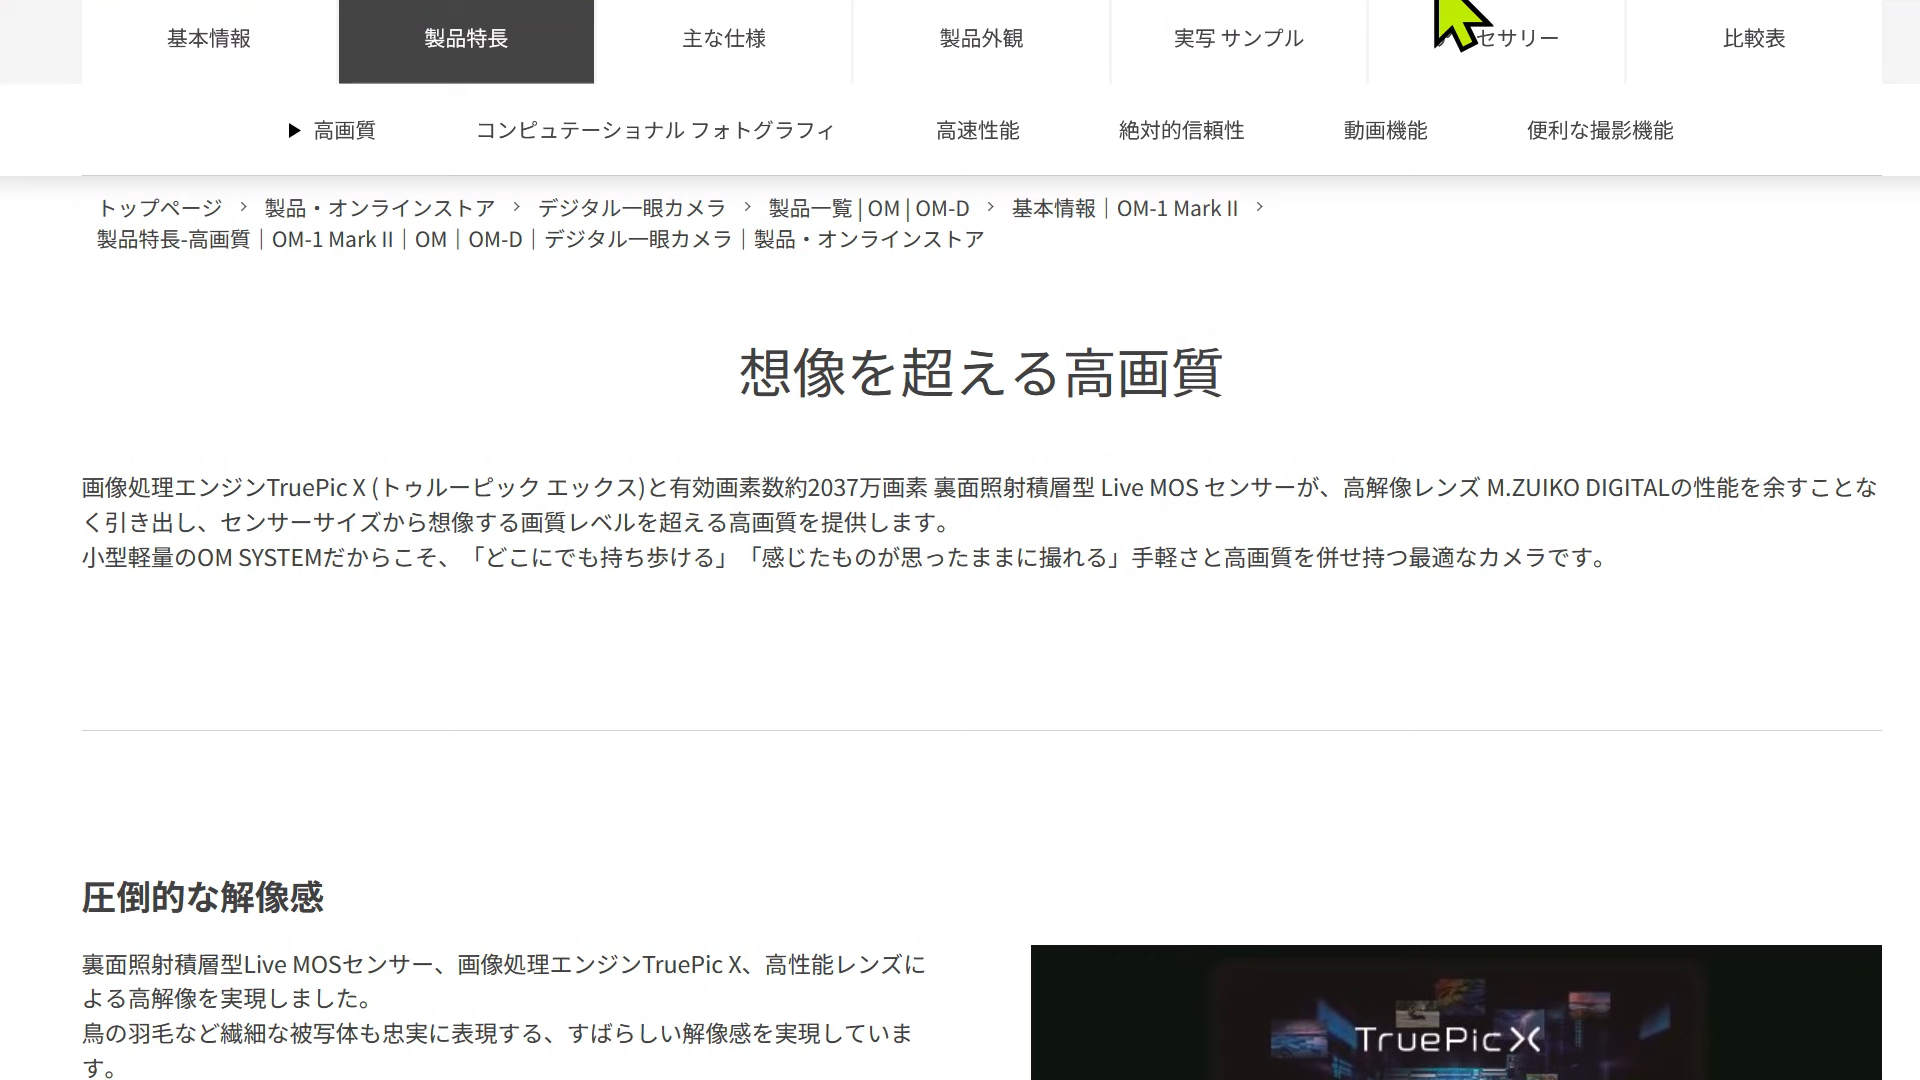 基本情報
製品特長
主な仕様
製品外観
実写 サンプル
セサリー
比較表
▶ 高画質
コンピュテーショナル フォトグラフィ
高速性能
絶対的信頼性
動画機能
便利な撮影機能
トップページ > 製品・オンラインストア > デジタル一眼カメラ > 製品一覧 | OM | OM-D > 基本情報｜OM-1 Mark II >
製品特長-高画質｜OM-1 Mark II｜OM｜OM-D｜デジタル一眼カメラ｜製品・オンラインストア
想像を超える高画質
画像処理エンジンTruePic X (トゥルーピック エックス)と有効画素数約2037万画素 裏面照射積層型 Live MOS センサーが、高解像レンズ M.ZUIKO DIGITALの性能を余すことな
く引き出し、センサーサイズから想像する画質レベルを超える高画質を提供します。
小型軽量のOM SYSTEMだからこそ、「どこにでも持ち歩ける」「感じたものが思ったままに撮れる」手軽さと高画質を併せ持つ最適なカメラです。
圧倒的な解像感
裏面照射積層型Live MOSセンサー、画像処理エンジンTruePic X、高性能レンズに
よる高解像を実現しました。
鳥の羽毛など繊細な被写体も忠実に表現する、すばらしい解像感を実現していま
す。
TruePic X